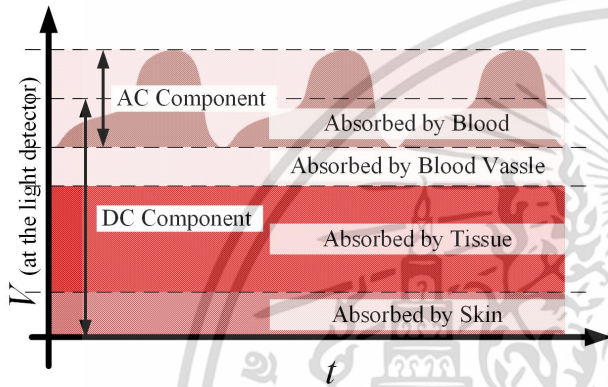 AC Component
Absorbed by Blood
Absorbed by Blood Vassle
DC Component
Absorbed by Tissue
Absorbed by Skin
V (at the light detector)
t